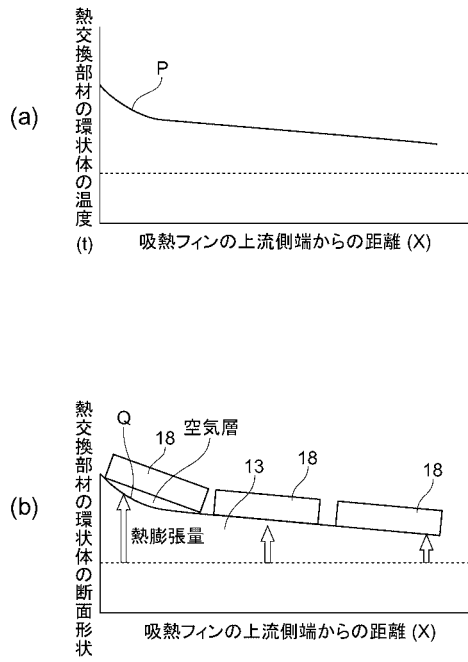 (a)
熱交換部材の環状体の温度
(t)
P
吸熱フィンの上流側端からの距離 (X)
(b)
熱交換部材の環状体の断面形状
Q
18
空気層
13
18
18
熱膨張量
吸熱フィンの上流側端からの距離 (X)